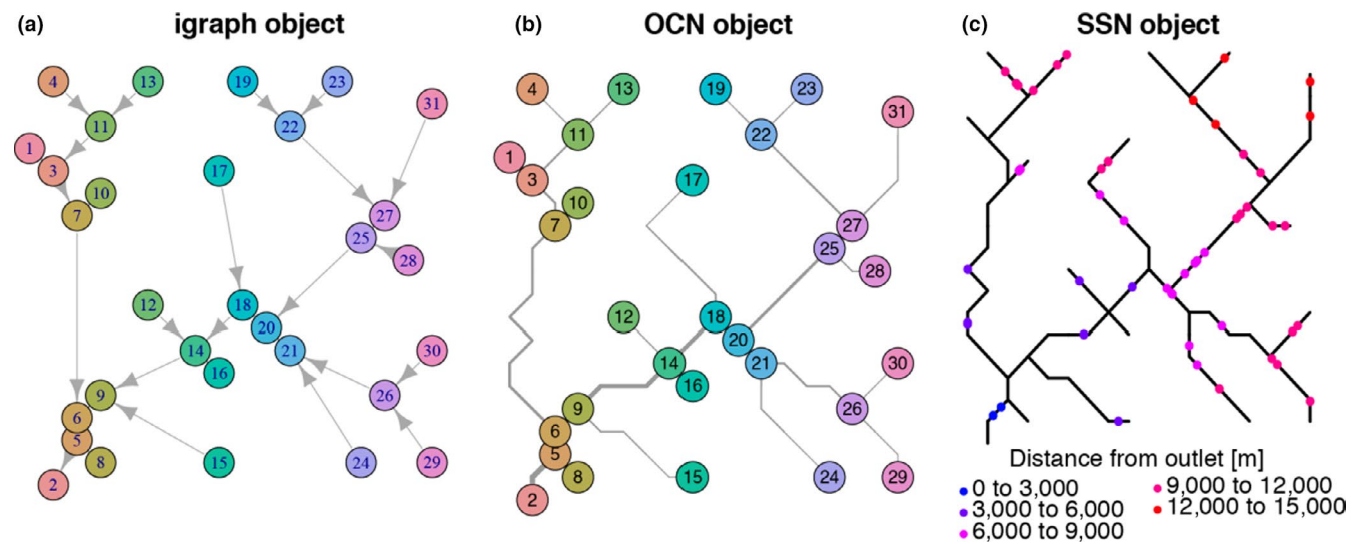 (a) igraph object
4 13 19 23 31
11 22
1
3 17
10
7 27
25
28
12 18
20
14 21 30
16
9 26
6
5
8 15 24 29
2
(b) OCN object
4 13 19 23
31
11 22
1
3 17
10
7 27
25
28
12 18
20
14 21 30
16
9 26
6
5
8 15 24 29
2
(c) SSN object
Distance from outlet [m]
0 to 3,000
3,000 to 6,000
6,000 to 9,000
9,000 to 12,000
12,000 to 15,000